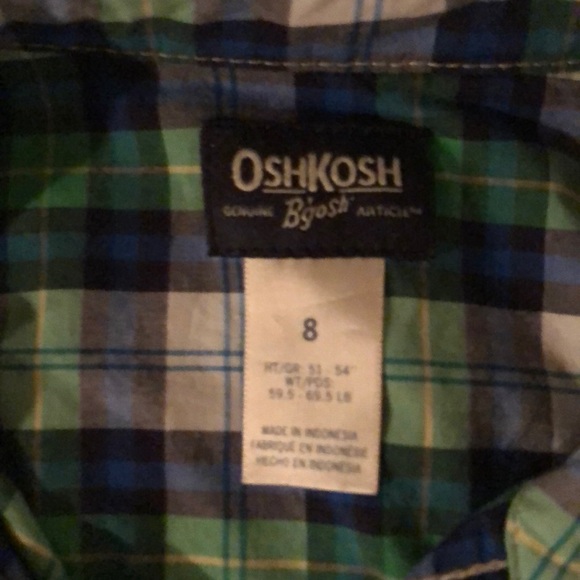 OSHKOSH
GENUINE B'gosh ARTICLE™
8
HT/GR: 51 - 54"
WT/PDS:
59.5 - 69.5 LB
MADE IN INDONESIA
FABRIQUÉ EN INDONÉSIE
HECHO EN INDONESIA